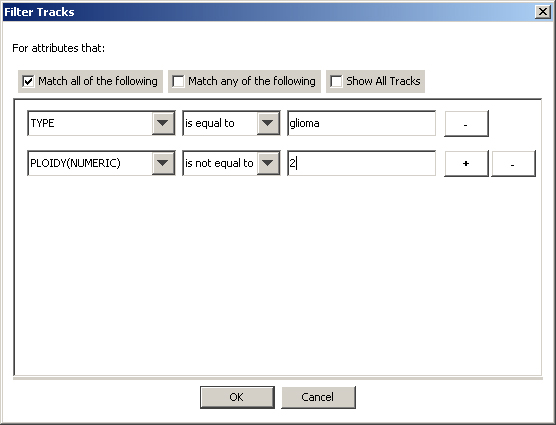 Filter Tracks
For attributes that:
Match all of the following Match any of the following Show All Tracks
TYPE is equal to glioma -
PLOIDY(NUMERIC) is not equal to 2 + -
OK Cancel